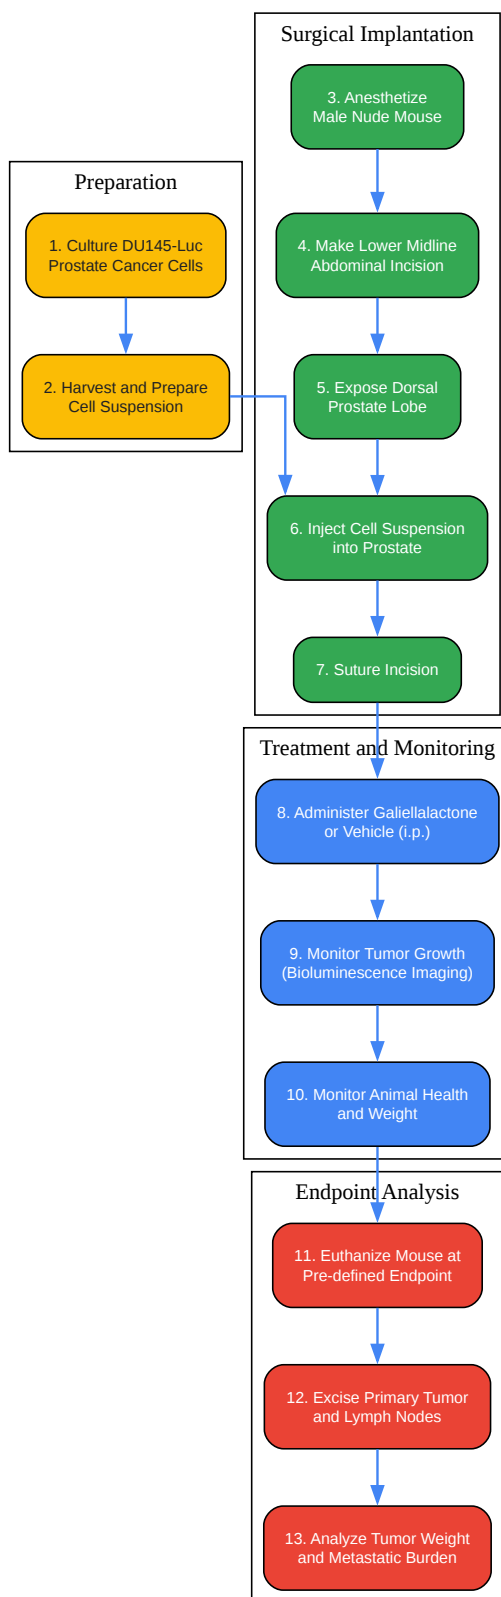 Preparation
1. Culture DU145-Luc
Prostate Cancer Cells
2. Harvest and Prepare
Cell Suspension
Surgical Implantation
3. Anesthetize
Male Nude Mouse
4. Make Lower Midline
Abdominal Incision
5. Expose Dorsal
Prostate Lobe
6. Inject Cell Suspension
into Prostate
7. Suture Incision
Treatment and Monitoring
8. Administer Galiellalactone
or Vehicle (i.p.)
9. Monitor Tumor Growth
(Bioluminescence Imaging)
10. Monitor Animal Health
and Weight
Endpoint Analysis
11. Euthanize Mouse at
Pre-defined Endpoint
12. Excise Primary Tumor
and Lymph Nodes
13. Analyze Tumor Weight
and Metastatic Burden